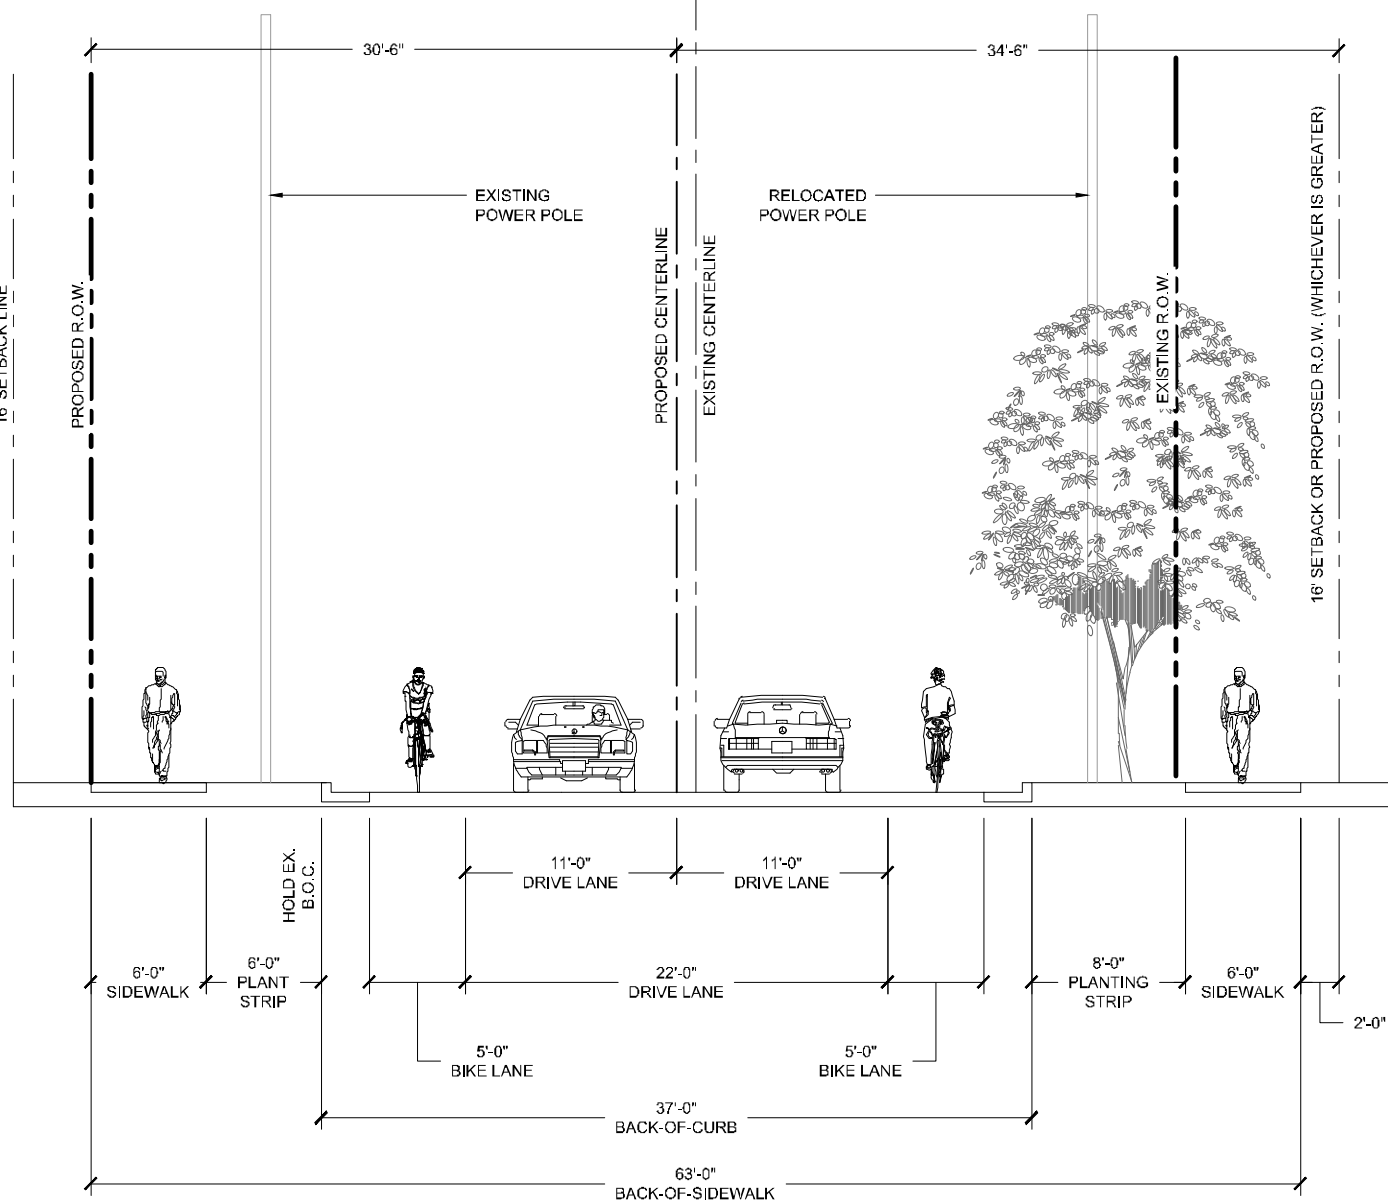 30'-6"
34'-6"
EXISTING
POWER POLE
RELOCATED
POWER POLE
16' SETBACK LINE
PROPOSED R.O.W.
PROPOSED CENTERLINE
EXISTING CENTERLINE
EXISTING R.O.W.
16' SETBACK OR PROPOSED R.O.W. (WHICHEVER IS GREATER)
HOLD EX.
B.O.C.
11'-0"
DRIVE LANE
11'-0"
DRIVE LANE
6'-0"
SIDEWALK
6'-0"
PLANT
STRIP
22'-0"
DRIVE LANE
8'-0"
PLANTING
STRIP
6'-0"
SIDEWALK
2'-0"
5'-0"
BIKE LANE
5'-0"
BIKE LANE
37'-0"
BACK-OF-CURB
63'-0"
BACK-OF-SIDEWALK